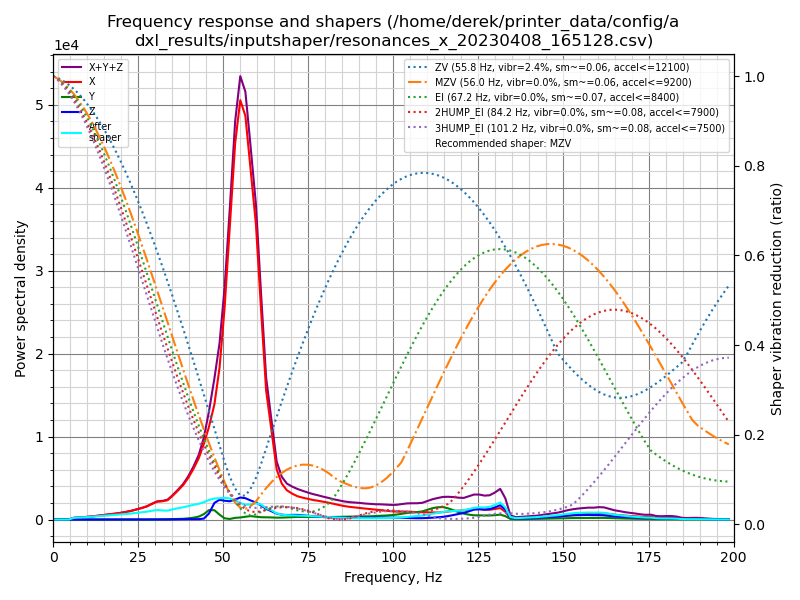 Frequency response and shapers (/home/derek/printer_data/config/a
dxl_results/inputshaper/resonances_x_20230408_165128.csv)
1e4
X+Y+Z
X
Y
Z
After
shaper
ZV (55.8 Hz, vibr=2.4%, sm~=0.06, accel<=12100)
MZV (56.0 Hz, vibr=0.0%, sm~=0.06, accel<=9200)
EI (67.2 Hz, vibr=0.0%, sm~=0.07, accel<=8400)
2HUMP_EI (84.2 Hz, vibr=0.0%, sm~=0.08, accel<=7900)
3HUMP_EI (101.2 Hz, vibr=0.0%, sm~=0.08, accel<=7500)
Recommended shaper: MZV
Power spectral density
5
4
3
2
1
0
1.0
0.8
0.6
0.4
0.2
0.0
Shaper vibration reduction (ratio)
0 25 50 75 100 125 150 175 200
Frequency, Hz